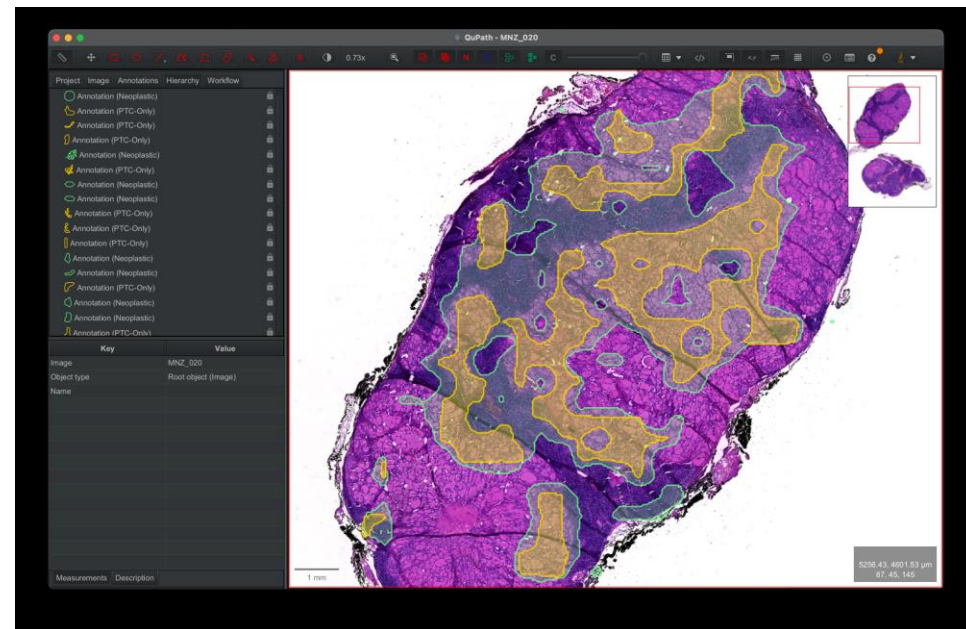 QuPath - MNZ_020
0.73x
N
C
Project Image Annotations Hierarchy Workflow
Annotation (Neoplastic)
Annotation (PTC-Only)
Annotation (PTC-Only)
Annotation (PTC-Only)
Annotation (Neoplastic)
Annotation (PTC-Only)
Annotation (Neoplastic)
Annotation (Neoplastic)
Annotation (PTC-Only)
Annotation (PTC-Only)
Annotation (PTC-Only)
Annotation (Neoplastic)
Annotation (Neoplastic)
Annotation (PTC-Only)
Annotation (Neoplastic)
Annotation (Neoplastic)
Annotation (PTC-Only)
Key Value
Image MNZ_020
Object type Root object (Image)
Name
Measurements Description
1 mm
5256.43, 4601.53 µm
67, 45, 145